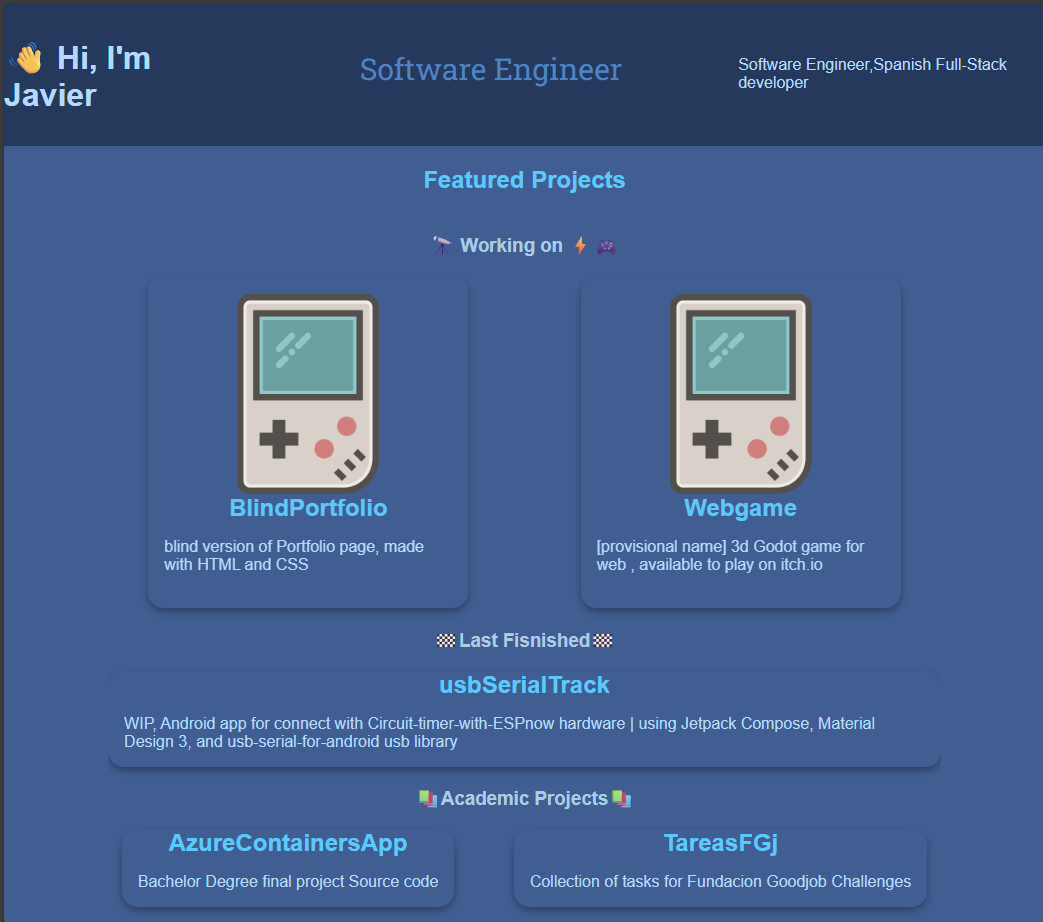 👋 Hi, I'm
Javier
Software Engineer
Software Engineer,Spanish Full-Stack
developer
Featured Projects
🔭 Working on ⚡ 🎮
BlindPortfolio
blind version of Portfolio page, made
with HTML and CSS
Webgame
[provisional name] 3d Godot game for
web , available to play on itch.io
🏁Last Fisnished🏁
usbSerialTrack
WIP, Android app for connect with Circuit-timer-with-ESPnow hardware | using Jetpack Compose, Material
Design 3, and usb-serial-for-android usb library
📚Academic Projects📚
AzureContainersApp
Bachelor Degree final project Source code
TareasFGj
Collection of tasks for Fundacion Goodjob Challenges